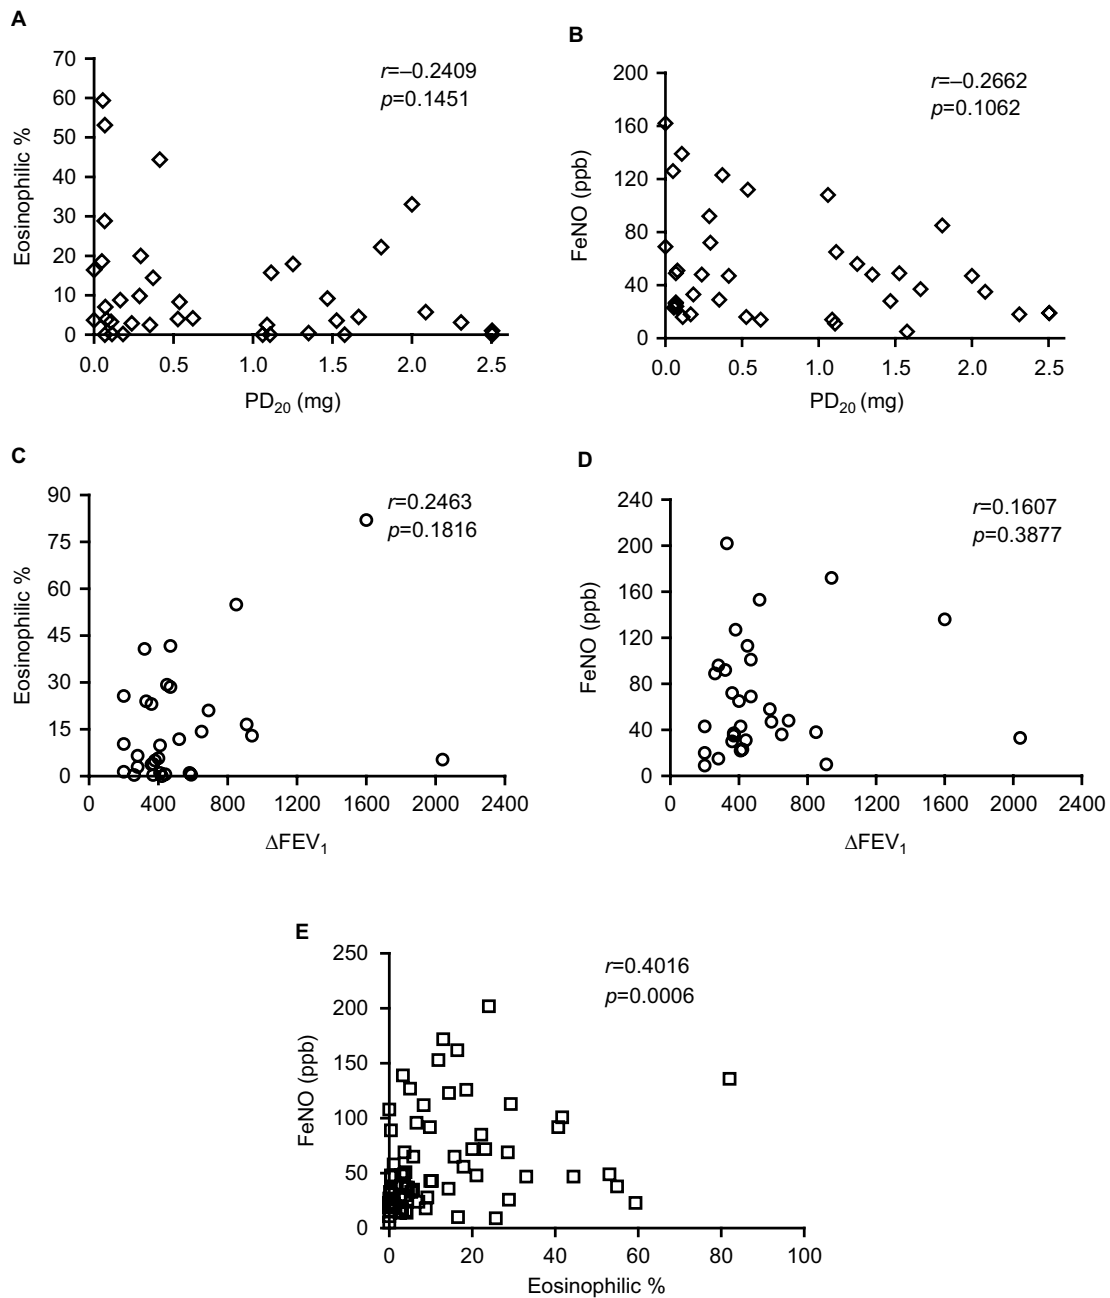 A
70
60
50
40
30
20
10
0
Eosinophilic %
r=–0.2409
p=0.1451
0.0 0.5 1.0 1.5 2.0 2.5
PD20 (mg)
B
200
160
120
80
40
0
FeNO (ppb)
r=–0.2662
p=0.1062
0.0 0.5 1.0 1.5 2.0 2.5
PD20 (mg)
C
90
75
60
45
30
15
0
Eosinophilic %
r=0.2463
p=0.1816
0 400 800 1200 1600 2000 2400
ΔFEV1
D
240
200
160
120
80
40
0
FeNO (ppb)
r=0.1607
p=0.3877
0 400 800 1200 1600 2000 2400
ΔFEV1
E
250
200
150
100
50
0
FeNO (ppb)
r=0.4016
p=0.0006
0 20 40 60 80 100
Eosinophilic %